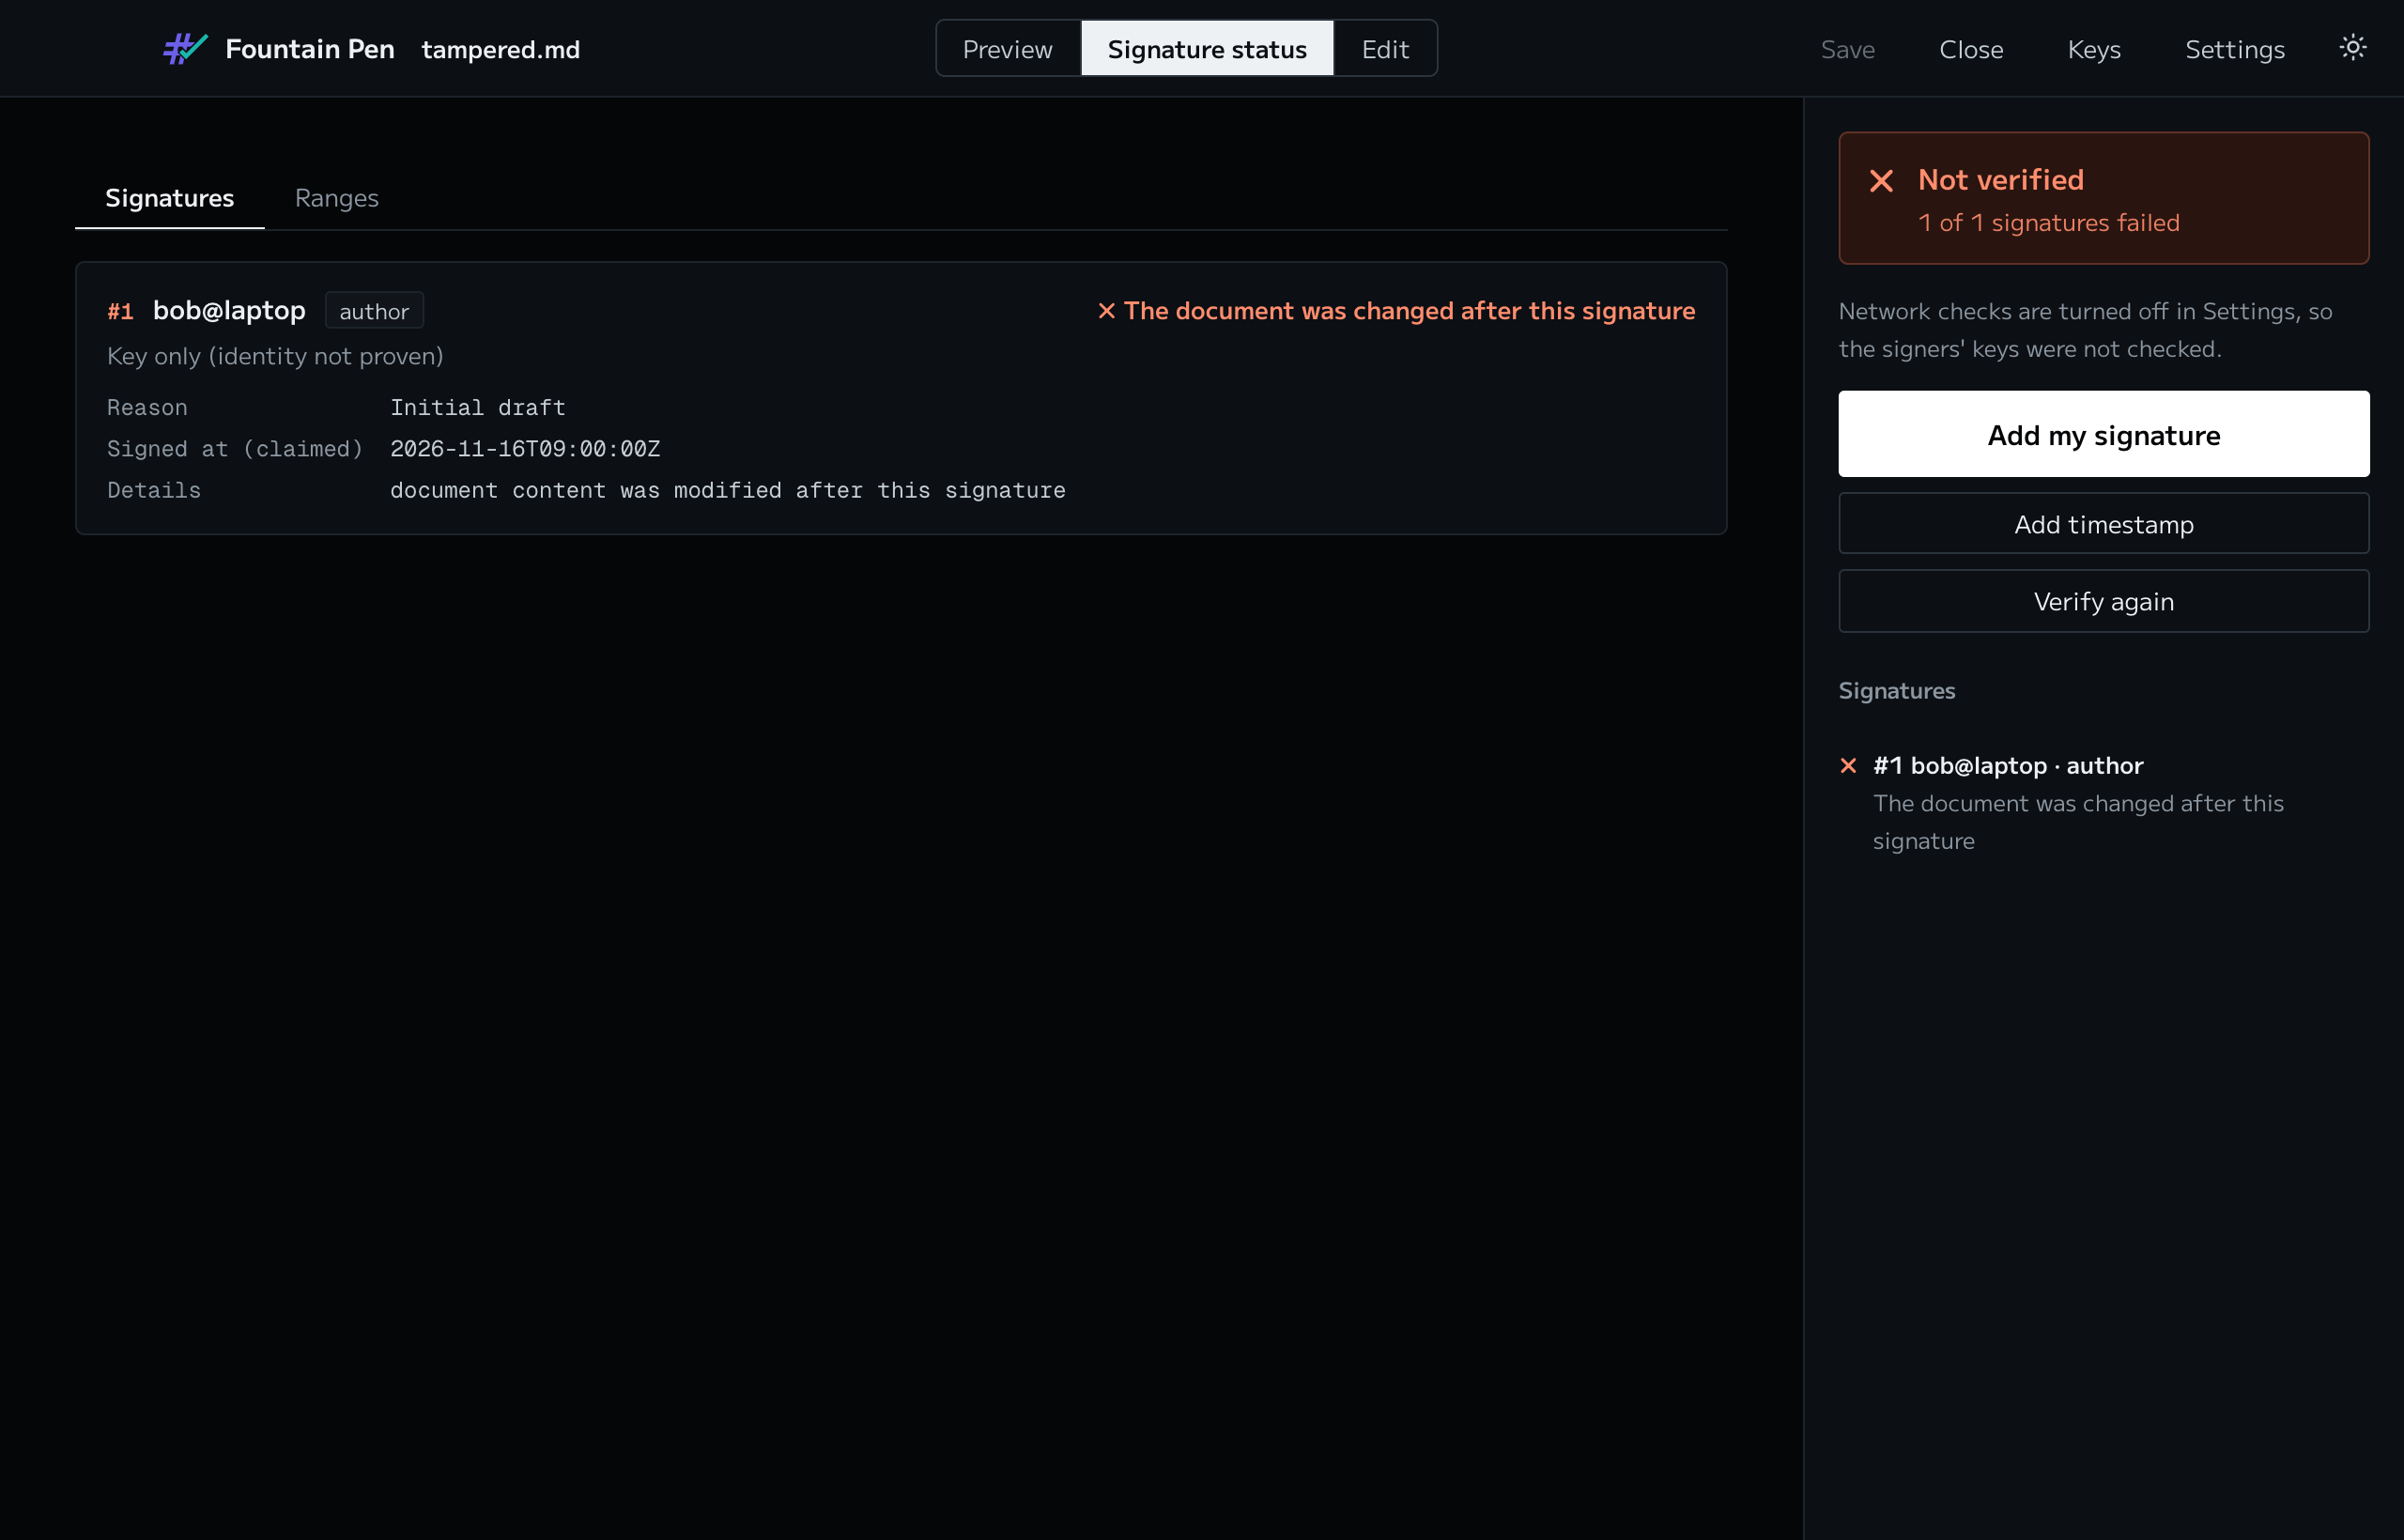 Fountain Pen tampered.md Preview Signature status Edit Save Close Keys Settings
Signatures Ranges
#1 bob@laptop author ✕ The document was changed after this signature
Key only (identity not proven)
Reason Initial draft
Signed at (claimed) 2026-11-16T09:00:00Z
Details document content was modified after this signature
Not verified
1 of 1 signatures failed
Network checks are turned off in Settings, so
the signers' keys were not checked.
Add my signature
Add timestamp
Verify again
Signatures
✕ #1 bob@laptop · author
The document was changed after this
signature